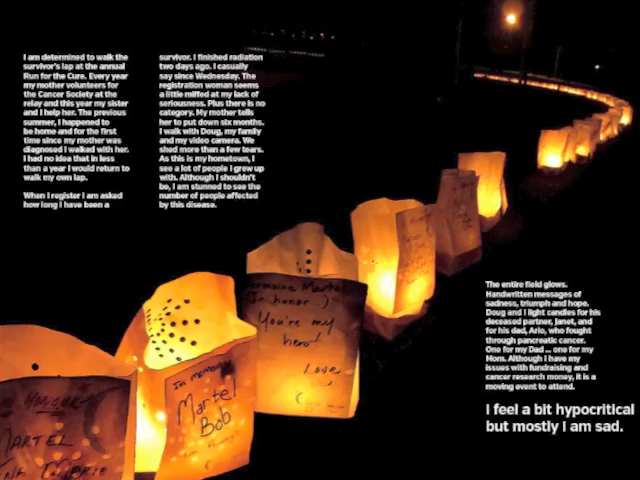 I am determined to walk the
survivor's lap at the annual
Run for the Cure. Every year
my mother volunteers for
the Cancer Society at the
relay and this year my sister
and I help her. The previous
summer, I happened to
be home and for the first
time since my mother was
diagnosed I walked with her.
I had no idea that in less
than a year I would return to
walk my own lap.
When I register I am asked
how long I have been a
survivor. I finished radiation
two days ago. I casually
say since Wednesday. The
registration woman seems
a little miffed at my lack of
seriousness. Plus there is no
category. My mother tells
her to put down six months.
I walk with Doug, my family
and my video camera. We
shed more than a few tears.
As this is my hometown, I
see a lot of people I grew up
with. Although I shouldn't
be, I am stunned to see the
number of people affected
by this disease.
The entire field glows.
Handwritten messages of
sadness, triumph and hope.
Doug and I light candles for his
deceased partner, Janet, and
for his dad, Arlo, who fought
through pancreatic cancer.
One for my Dad ... one for my
Mom. Although I have my
issues with fundraising and
cancer research money, it is a
moving event to attend.
I feel a bit hypocritical
but mostly I am sad.
Martel
(In honor...)
You're my
hero!
Love,
In memory
Martel
Bob
HONOUR
MARTEL